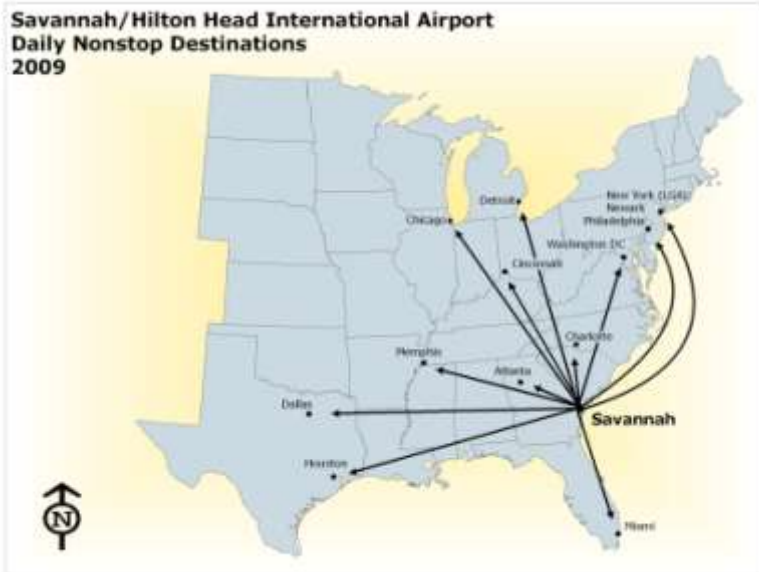 Savannah/Hilton Head International Airport
Daily Nonstop Destinations
2009
New York (LGA)
Newark
Philadelphia
Detroit
Chicago
Washington DC
Cincinnati
Charlotte
Memphis
Atlanta
Dallas
Savannah
Houston
Miami
N